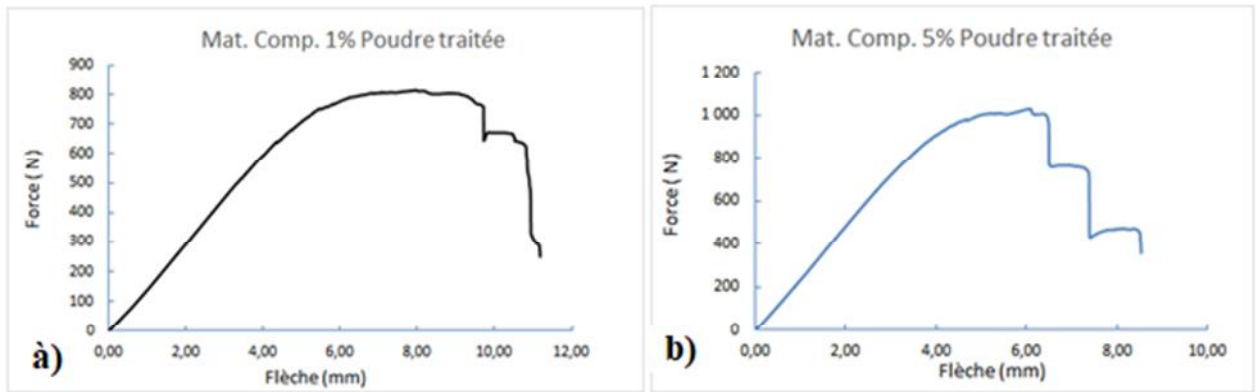 Mat. Comp. 1% Poudre traitée
900
800
700
600
500
400
300
200
100
0
Force ( N)
0,00 2,00 4,00 6,00 8,00 10,00 12,00
Flèche (mm)
à)
Mat. Comp. 5% Poudre traitée
1 200
1 000
800
600
400
200
0
Force ( N)
0,00 2,00 4,00 6,00 8,00 10,00
Flèche (mm)
b)